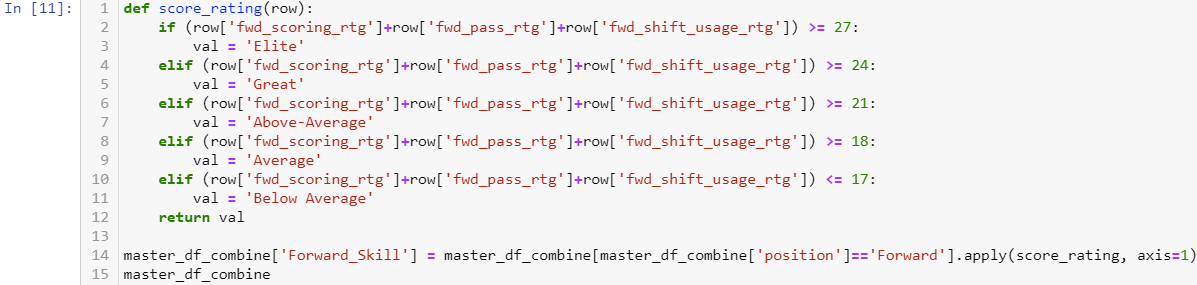 In [11]:
1 def score_rating(row):
2     if (row['fwd_scoring_rtg']+row['fwd_pass_rtg']+row['fwd_shift_usage_rtg']) >= 27:
3         val = 'Elite'
4     elif (row['fwd_scoring_rtg']+row['fwd_pass_rtg']+row['fwd_shift_usage_rtg']) >= 24:
5         val = 'Great'
6     elif (row['fwd_scoring_rtg']+row['fwd_pass_rtg']+row['fwd_shift_usage_rtg']) >= 21:
7         val = 'Above-Average'
8     elif (row['fwd_scoring_rtg']+row['fwd_pass_rtg']+row['fwd_shift_usage_rtg']) >= 18:
9         val = 'Average'
10     elif (row['fwd_scoring_rtg']+row['fwd_pass_rtg']+row['fwd_shift_usage_rtg']) <= 17:
11         val = 'Below Average'
12     return val
13
14 master_df_combine['Forward_Skill'] = master_df_combine[master_df_combine['position']=='Forward'].apply(score_rating, axis=1)
15 master_df_combine